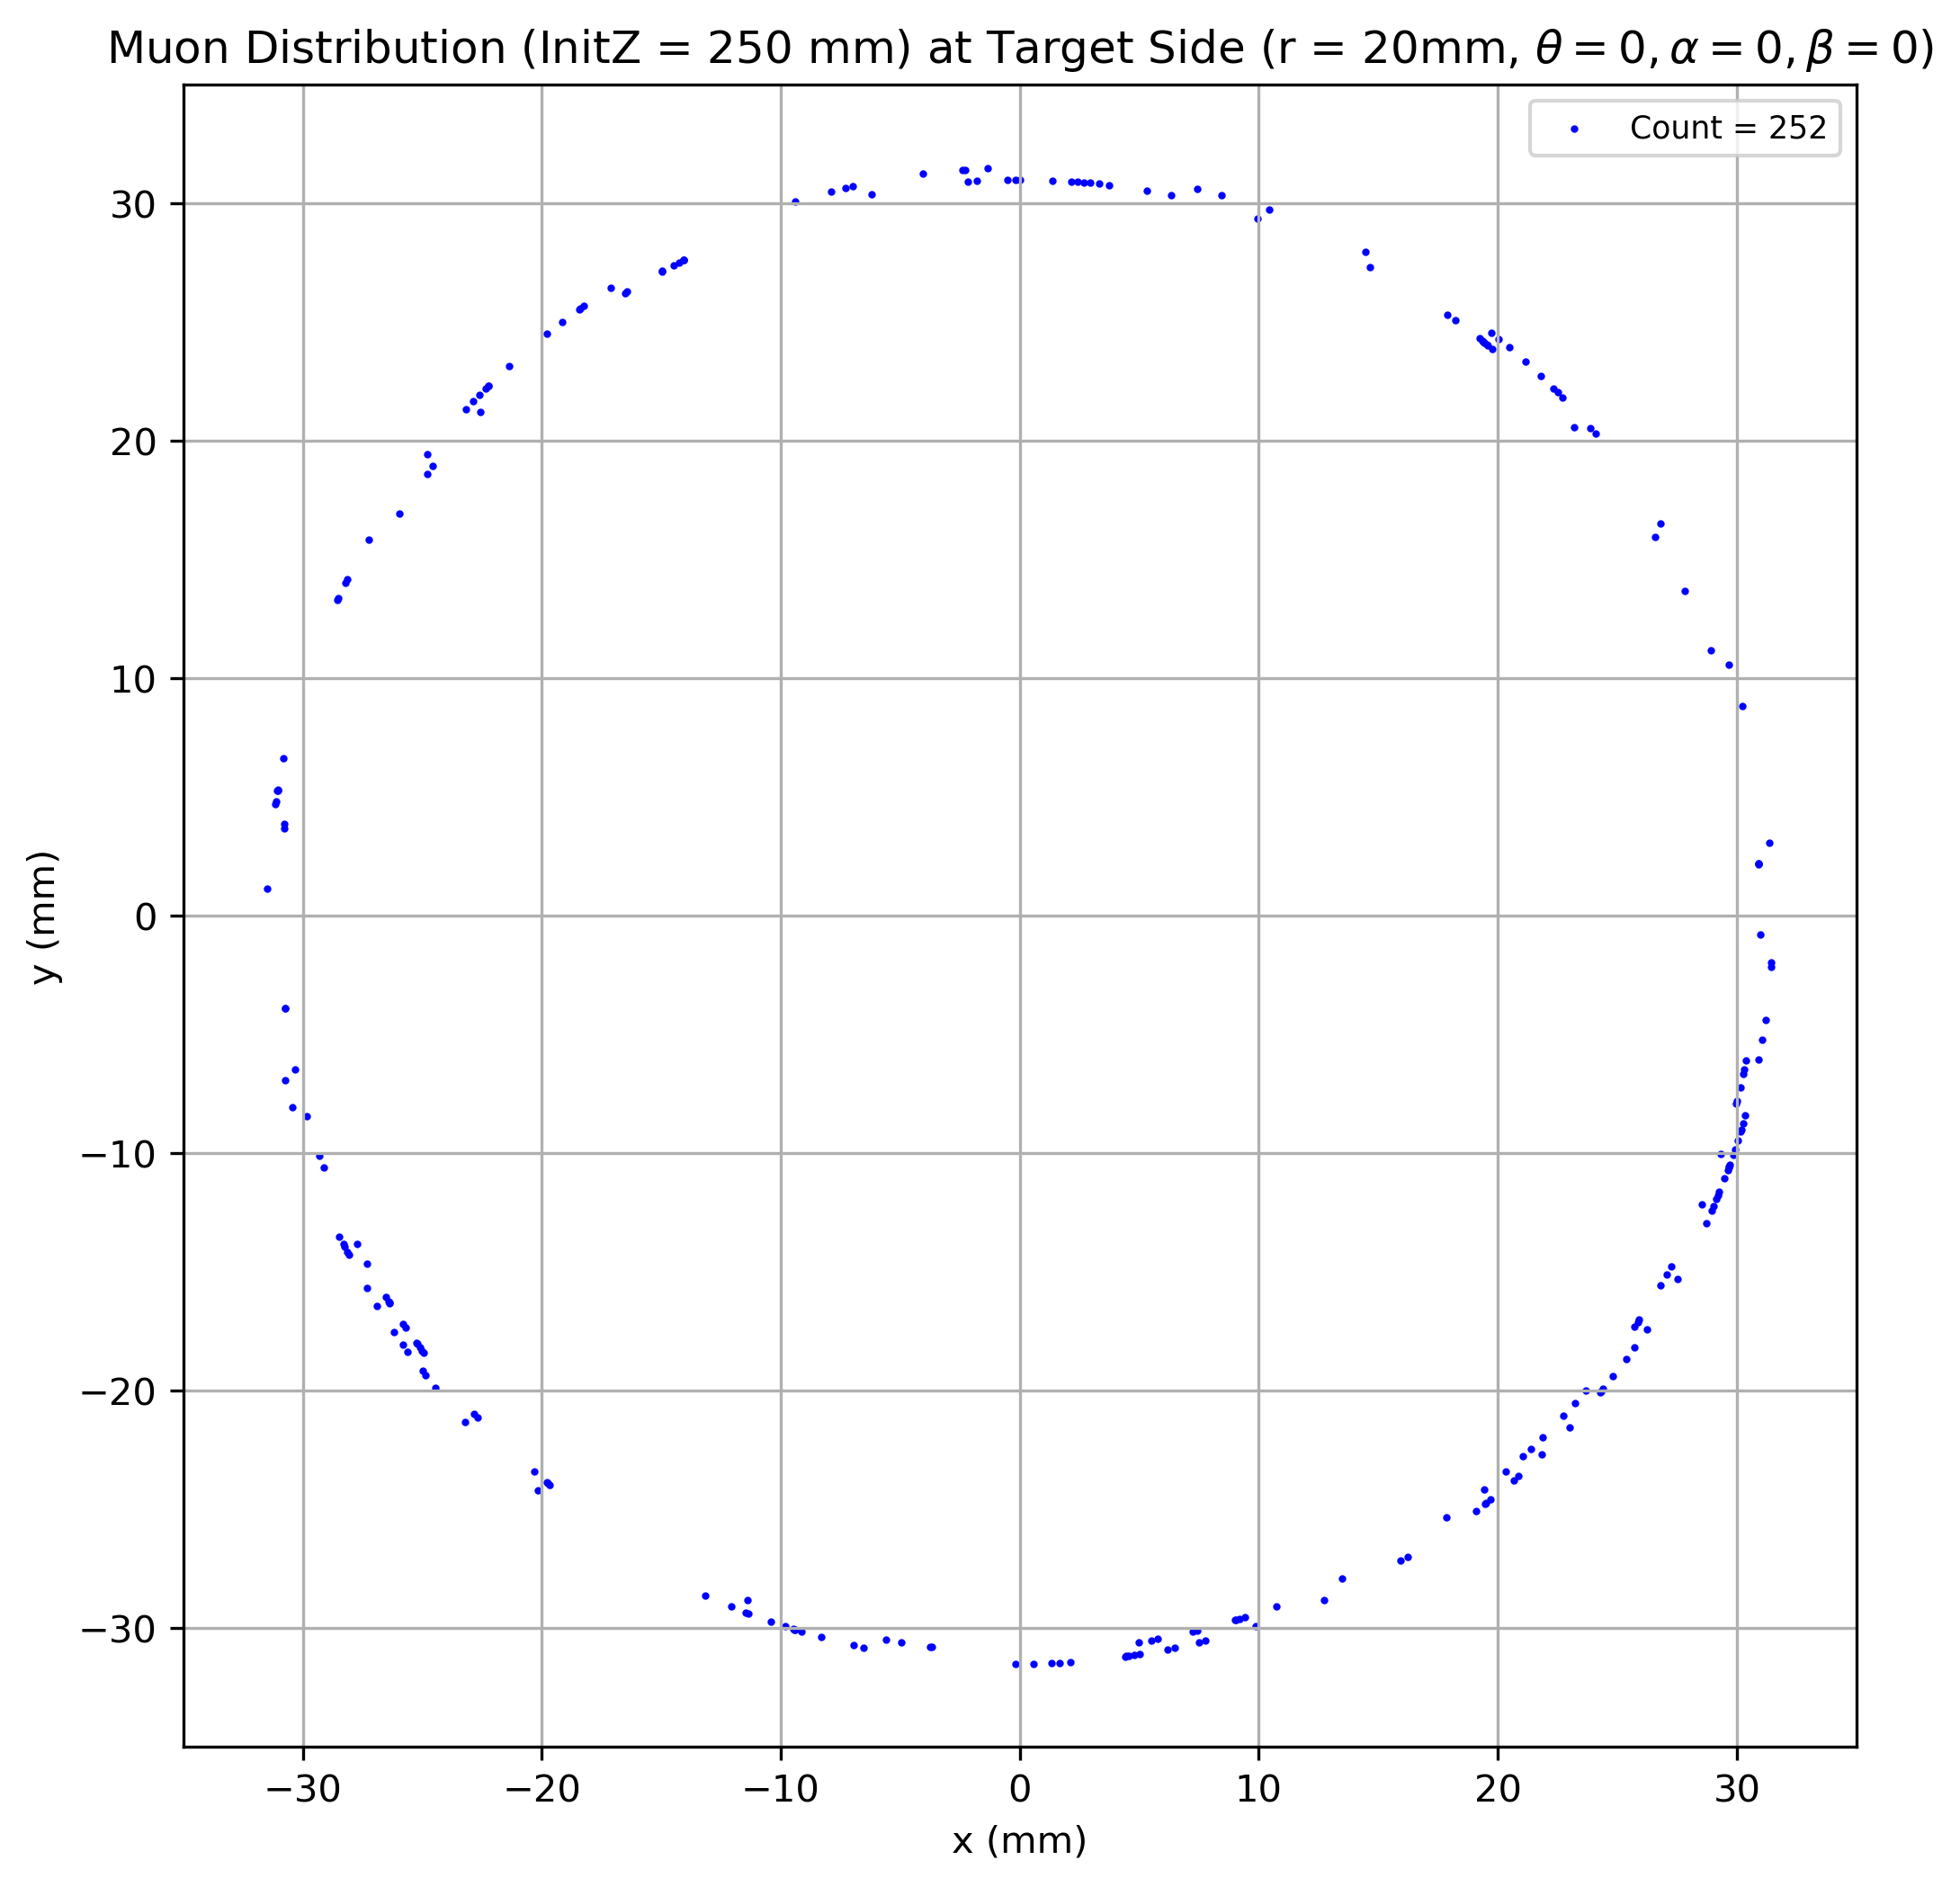 Muon Distribution (InitZ = 250 mm) at Target Side (r = 20mm, θ = 0, α = 0, β = 0)
Count = 252
30
20
10
0
−10
−20
−30
y (mm)
−30 −20 −10 0 10 20 30
x (mm)